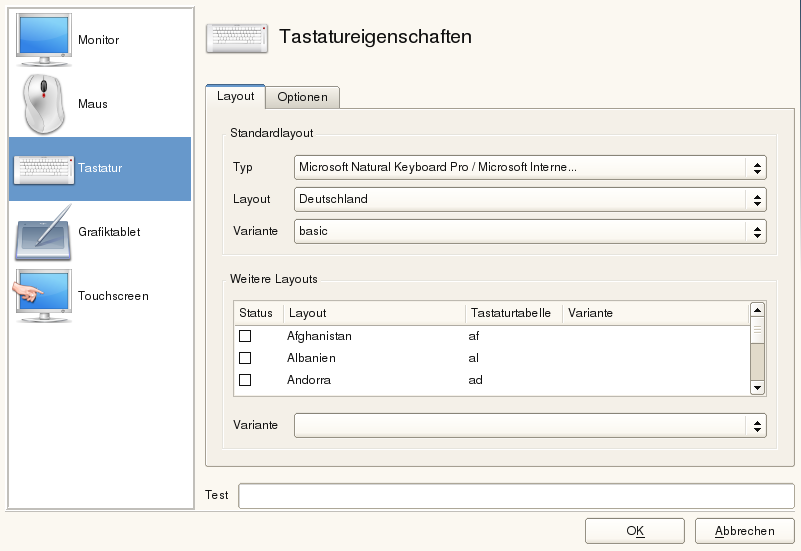 Monitor
Maus
Tastatur
Grafiktablet
Touchscreen
Tastatureigenschaften
Layout Optionen
Standardlayout
Typ Microsoft Natural Keyboard Pro / Microsoft Interne...
Layout Deutschland
Variante basic
Weitere Layouts
Status Layout Tastaturtabelle Variante
Afghanistan af
Albanien al
Andorra ad
Variante
Test
OK Abbrechen